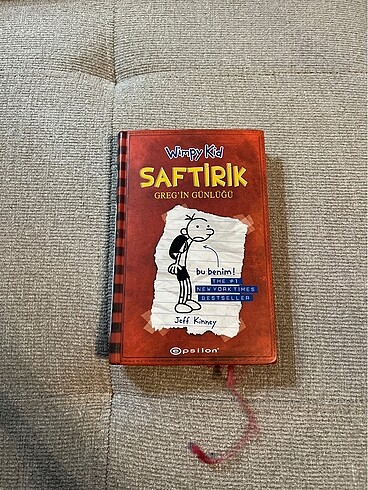 Wimpy Kid
SAFTİRİK
GREG'İN GÜNLÜĞÜ
bu benim!
THE #1
NEW YORK TIMES
BESTSELLER
Jeff Kinney
epsilon